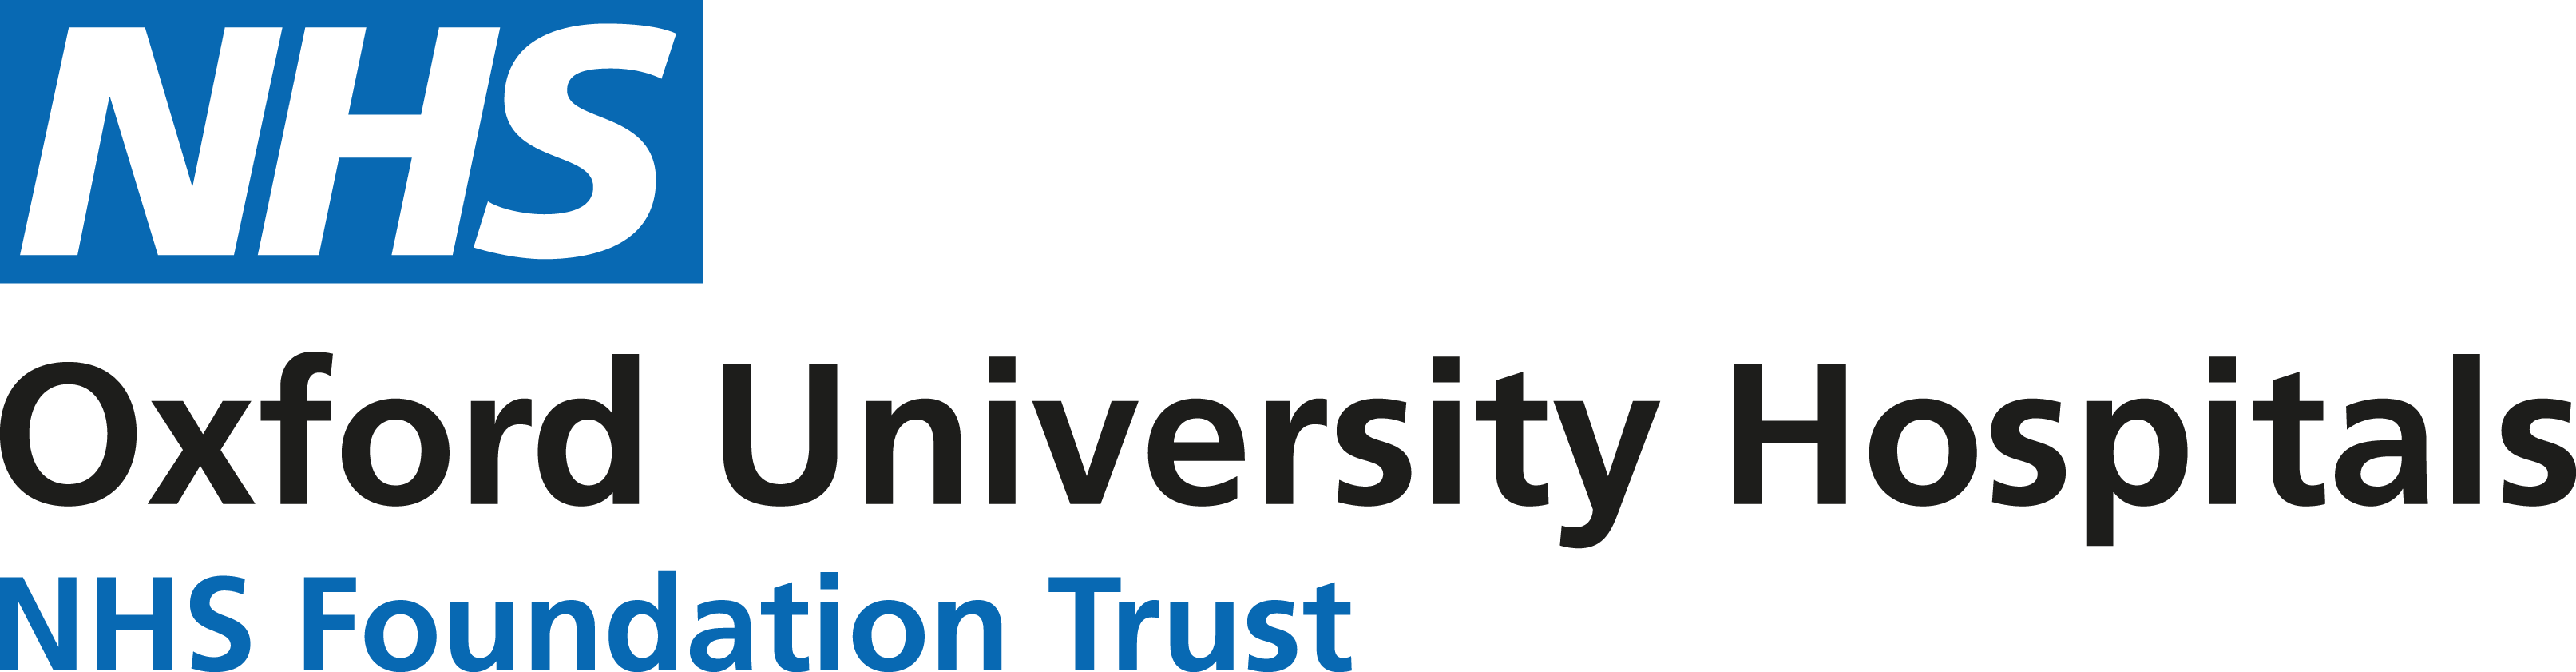 NHS
Oxford University Hospitals
NHS Foundation Trust